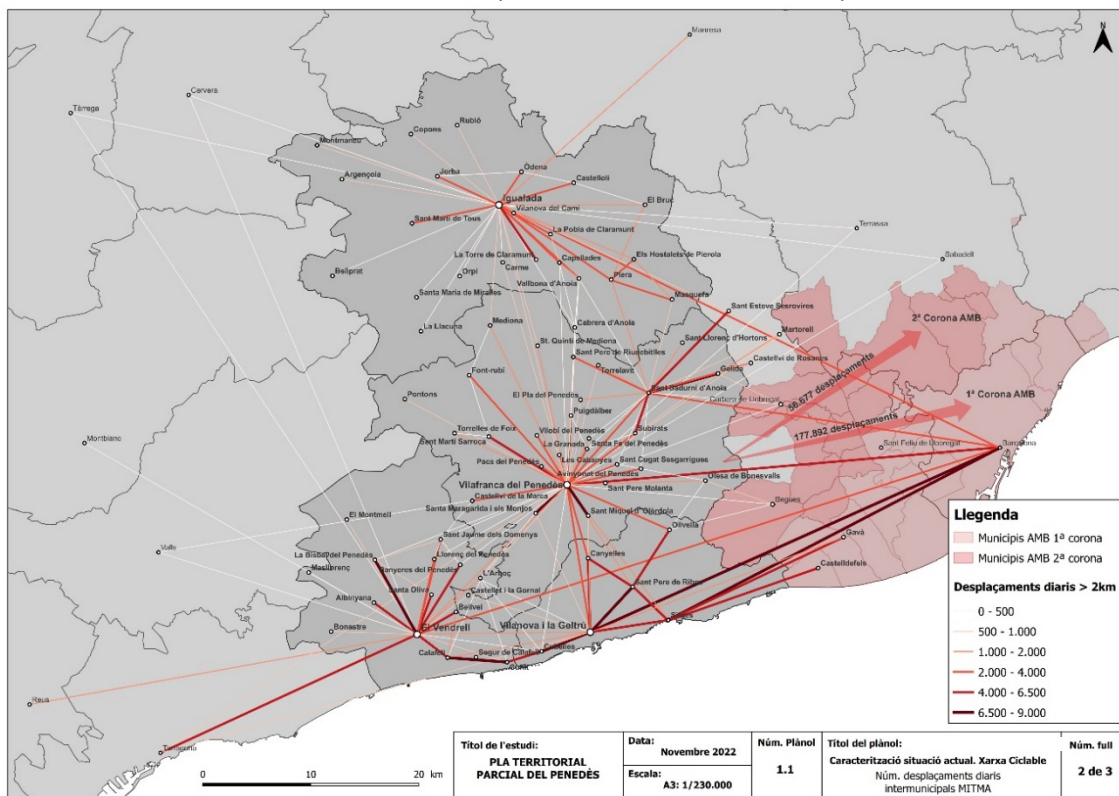 N
Manresa
Cervera
Tàrrega
Copons
Rubió
Montmaneu
Òdena
Jorba
Castellolí
Argençola
Igualada
El Bruc
Vilanova del Camí
Sant Martí de Tous
Terrassa
La Pobla de Claramunt
La Torre de Claramunt
Els Hostalets de Pierola
Sabadell
Carme
Capellades
Bellprat
Orpí
Piera
Vallbona d'Anoia
Santa Maria de Miralles
Masquefa
Sant Esteve Sesrovires
2ª Corona AMB
La Llacuna
Mediona
Cabrera d'Anoia
Martorell
St. Quintí de Mediona
Sant Llorenç d'Hortons
Sant Pere de Riudebitlles
Castellví de Rosanes
Torrelavit
Font-rubí
Gelida
56.677 desplaçaments
Sant Sadurní d'Anoia
1ª Corona AMB
Pontons
El Pla del Penedès
Corbera de Llobregat
Puigdàlber
177.892 desplaçaments
Torrelles de Foix
Vilobí del Penedès
Subirats
Sant Martí Sarroca
La Granada
Santa Fe del Penedès
Montblanc
Sant Feliu de Llobregat
Barcelona
Les Cabanyes
Pacs del Penedès
Sant Cugat Sesgarrigues
Avinyonet del Penedès
Vilafranca del Penedès
Sant Pere Molanta
Olesa de Bonesvalls
Castellví de la Marca
Begues
Santa Maragarida i els Monjos
Sant Miquel d'Olèrdola
El Montmell
Olivella
Sant Jaume dels Domenys
Gavà
Valls
La Bisbal del Penedès
Llorenç del Penedès
Canyelles
Masllorenç
Banyeres del Penedès
Castelldefels
L'Arboç
Santa Oliva
Castellet i la Gornal
Sant Pere de Ribes
Albinyana
Bellvei
Sitges
Bonastre
El Vendrell
Vilanova i la Geltrú
Calafell
Segur de Calafell
Cubelles
Cunit
Reus
Tarragona
Llegenda
Municipis AMB 1ª corona
Municipis AMB 2ª corona
Desplaçaments diaris > 2km
0 - 500
500 - 1.000
1.000 - 2.000
2.000 - 4.000
4.000 - 6.500
6.500 - 9.000
0 10 20 km
Títol de l'estudi:
PLA TERRITORIAL
PARCIAL DEL PENEDÈS
Data:
Novembre 2022
Escala:
A3: 1/230.000
Núm. Plànol
1.1
Títol del plànol:
Caracterització situació actual. Xarxa Ciclable
Núm. desplaçaments diaris
intermunicipals MITMA
Núm. full
2 de 3